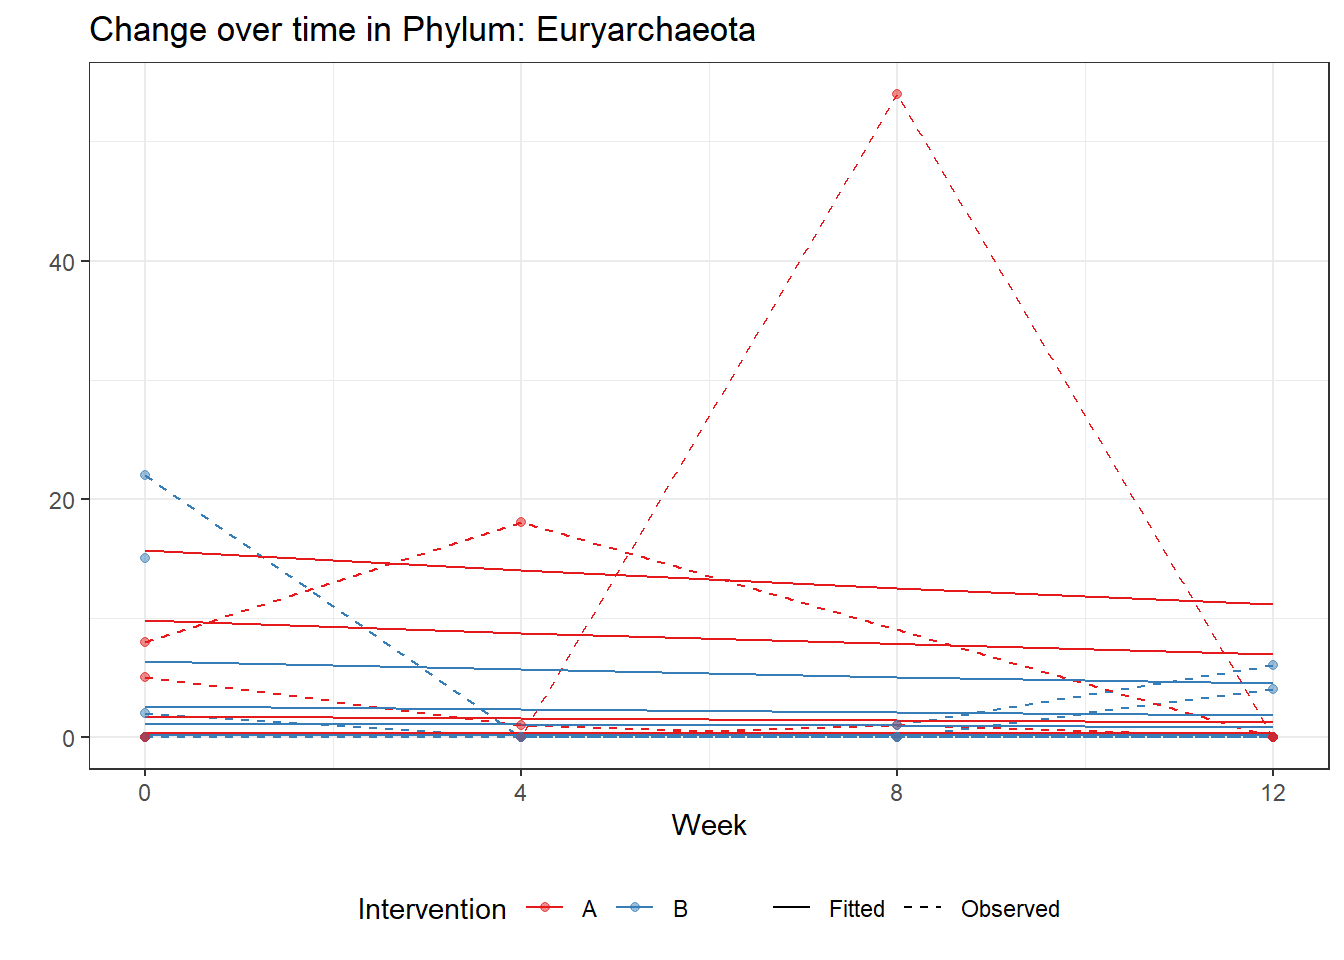 Change over time in Phylum: Euryarchaeota
40
20
0
0 4 8 12
Week
Intervention A B Fitted Observed